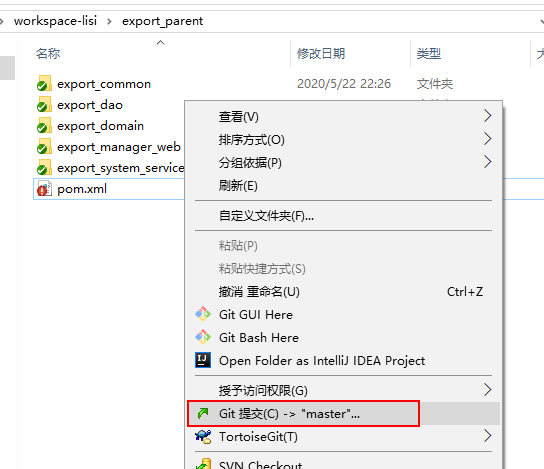 workspace-lisi > export_parent
名称 修改日期 类型
export_common 2020/5/22 22:26 文件夹
export_dao
export_domain
export_manager_web
export_system_service
pom.xml
查看(V)
排序方式(O)
分组依据(P)
刷新(E)
自定义文件夹(F)...
粘贴(P)
粘贴快捷方式(S)
撤消 重命名(U) Ctrl+Z
Git GUI Here
Git Bash Here
Open Folder as IntelliJ IDEA Project
授予访问权限(G)
Git 提交(C) -> "master"...
TortoiseGit(T)
SVN Checkout